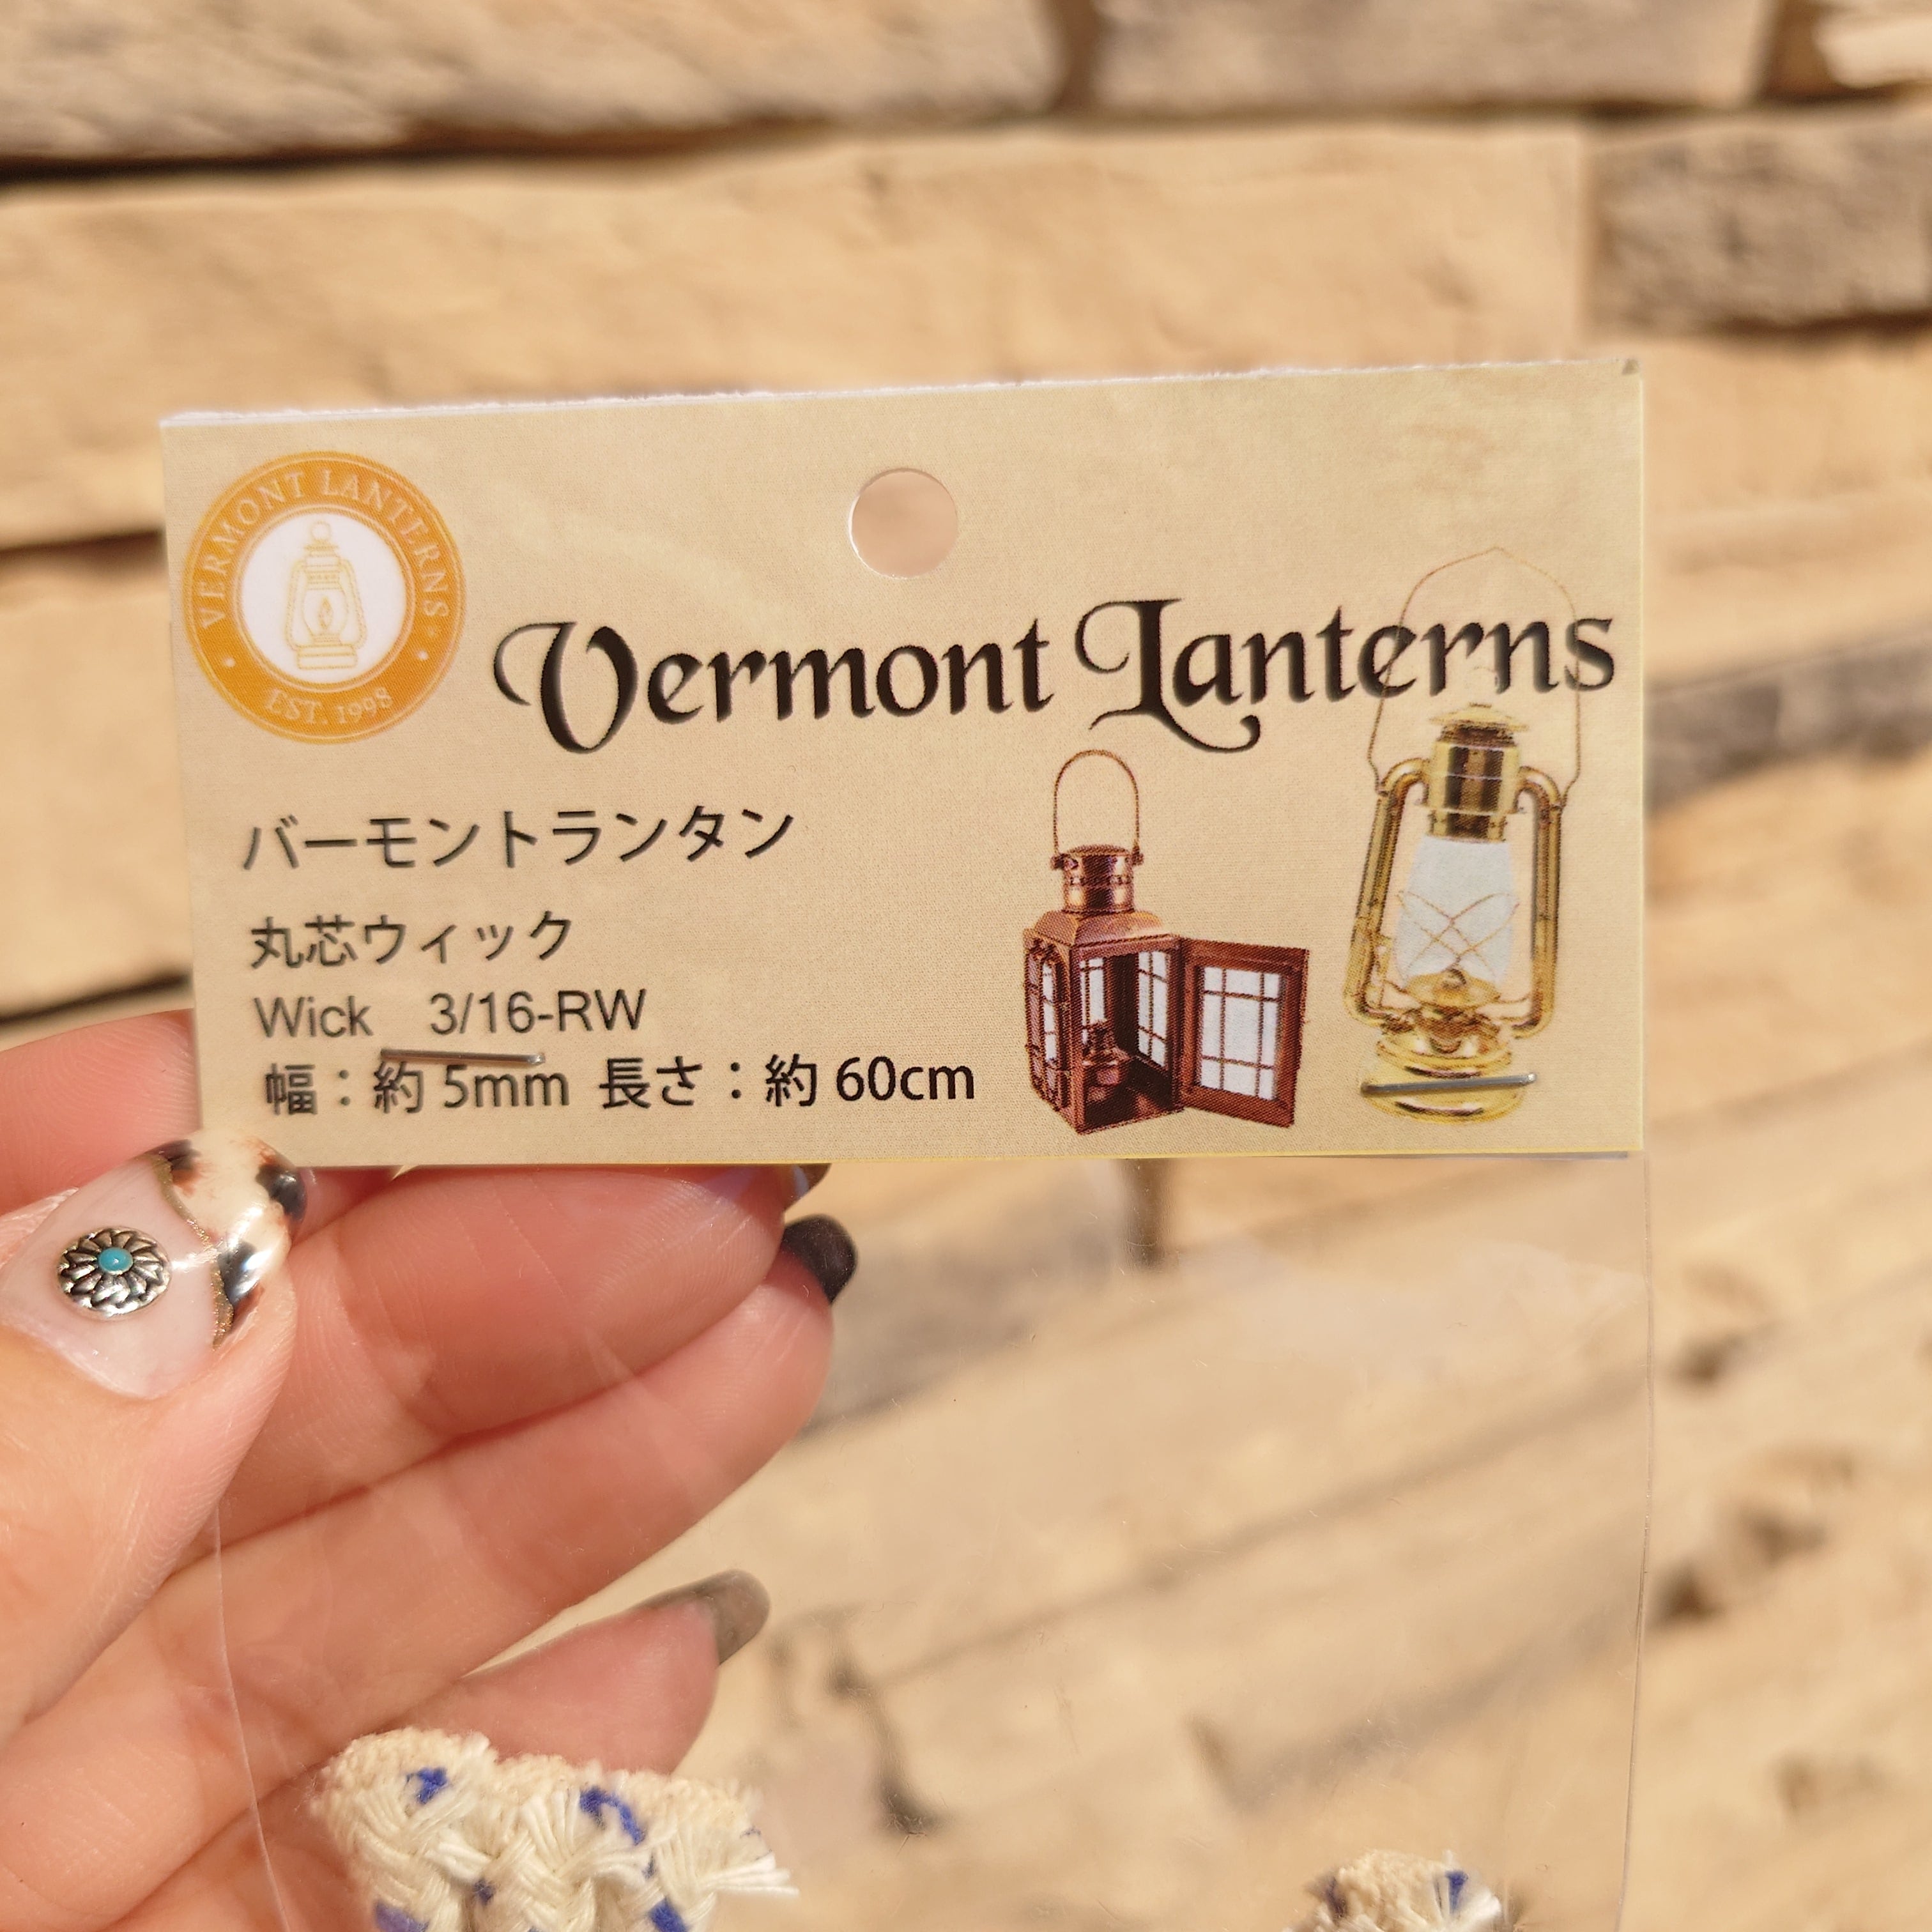 VERMONT LANTERNS
EST. 1998
Vermont Lanterns
バーモントランタン
丸芯ウィック
Wick 3/16-RW
幅：約 5mm 長さ：約 60cm